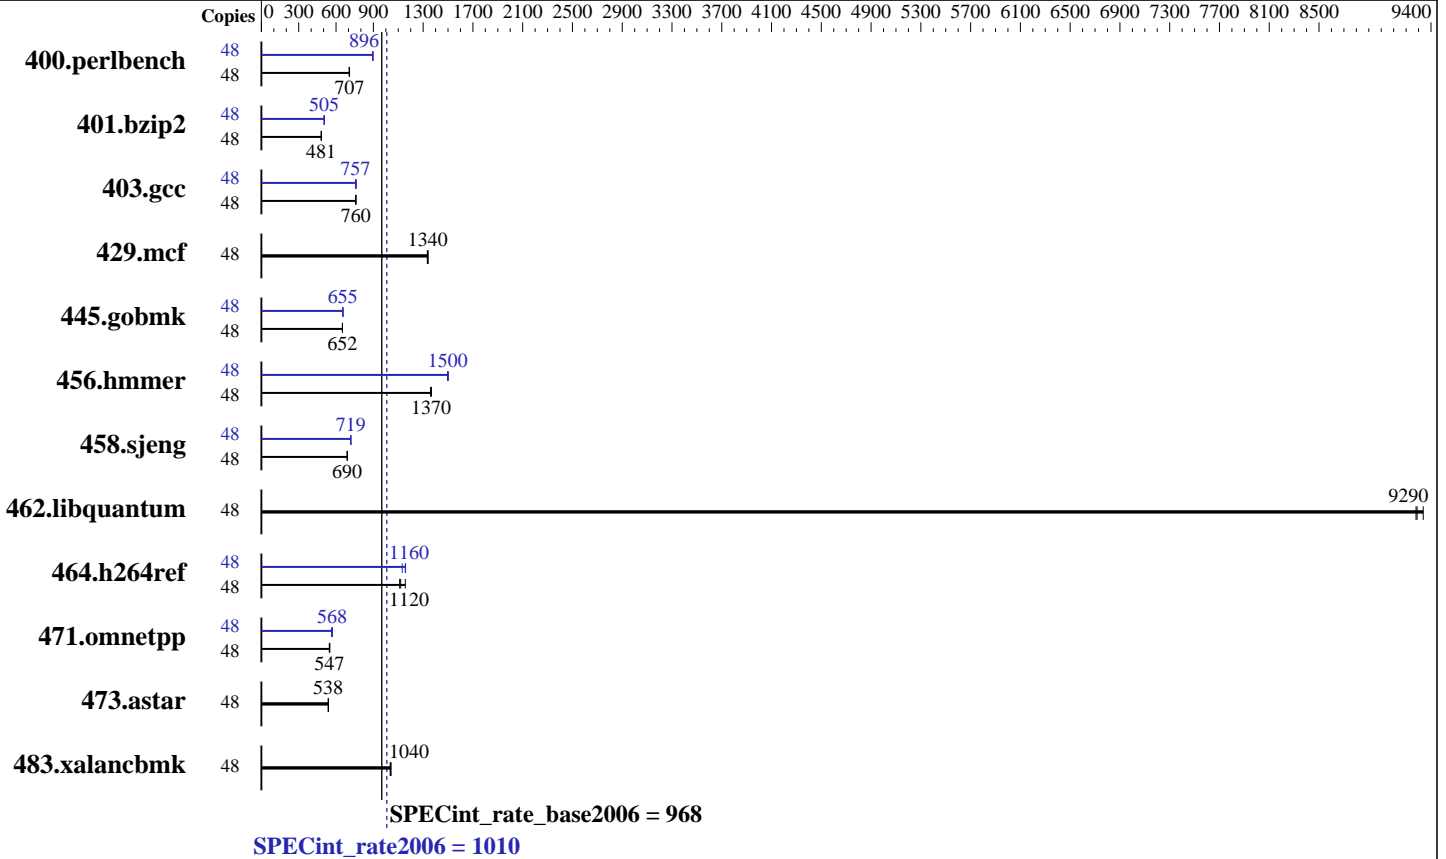 Copies 0 300 600 900 1300 1700 2100 2500 2900 3300 3700 4100 4500 4900 5300 5700 6100 6500 6900 7300 7700 8100 8500 9400
400.perlbench 48 896
48 707
401.bzip2 48 505
48 481
403.gcc 48 757
48 760
429.mcf 48 1340
445.gobmk 48 655
48 652
456.hmmer 48 1500
48 1370
458.sjeng 48 719
48 690
462.libquantum 48 9290
464.h264ref 48 1160
48 1120
471.omnetpp 48 568
48 547
473.astar 48 538
483.xalancbmk 48 1040
SPECint_rate_base2006 = 968
SPECint_rate2006 = 1010